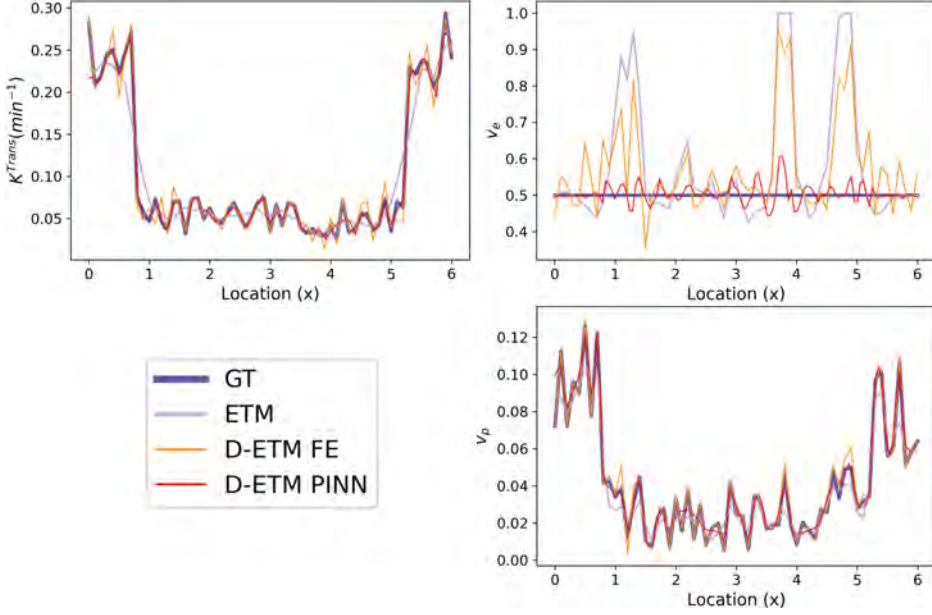 0.30
0.25
0.20
0.15
0.10
0.05
K^Trans(min^−1)
0 1 2 3 4 5 6
Location (x)
1.0
0.9
0.8
0.7
0.6
0.5
0.4
v_e
0 1 2 3 4 5 6
Location (x)
GT
ETM
D-ETM FE
D-ETM PINN
0.12
0.10
0.08
0.06
0.04
0.02
0.00
v_p
0 1 2 3 4 5 6
Location (x)